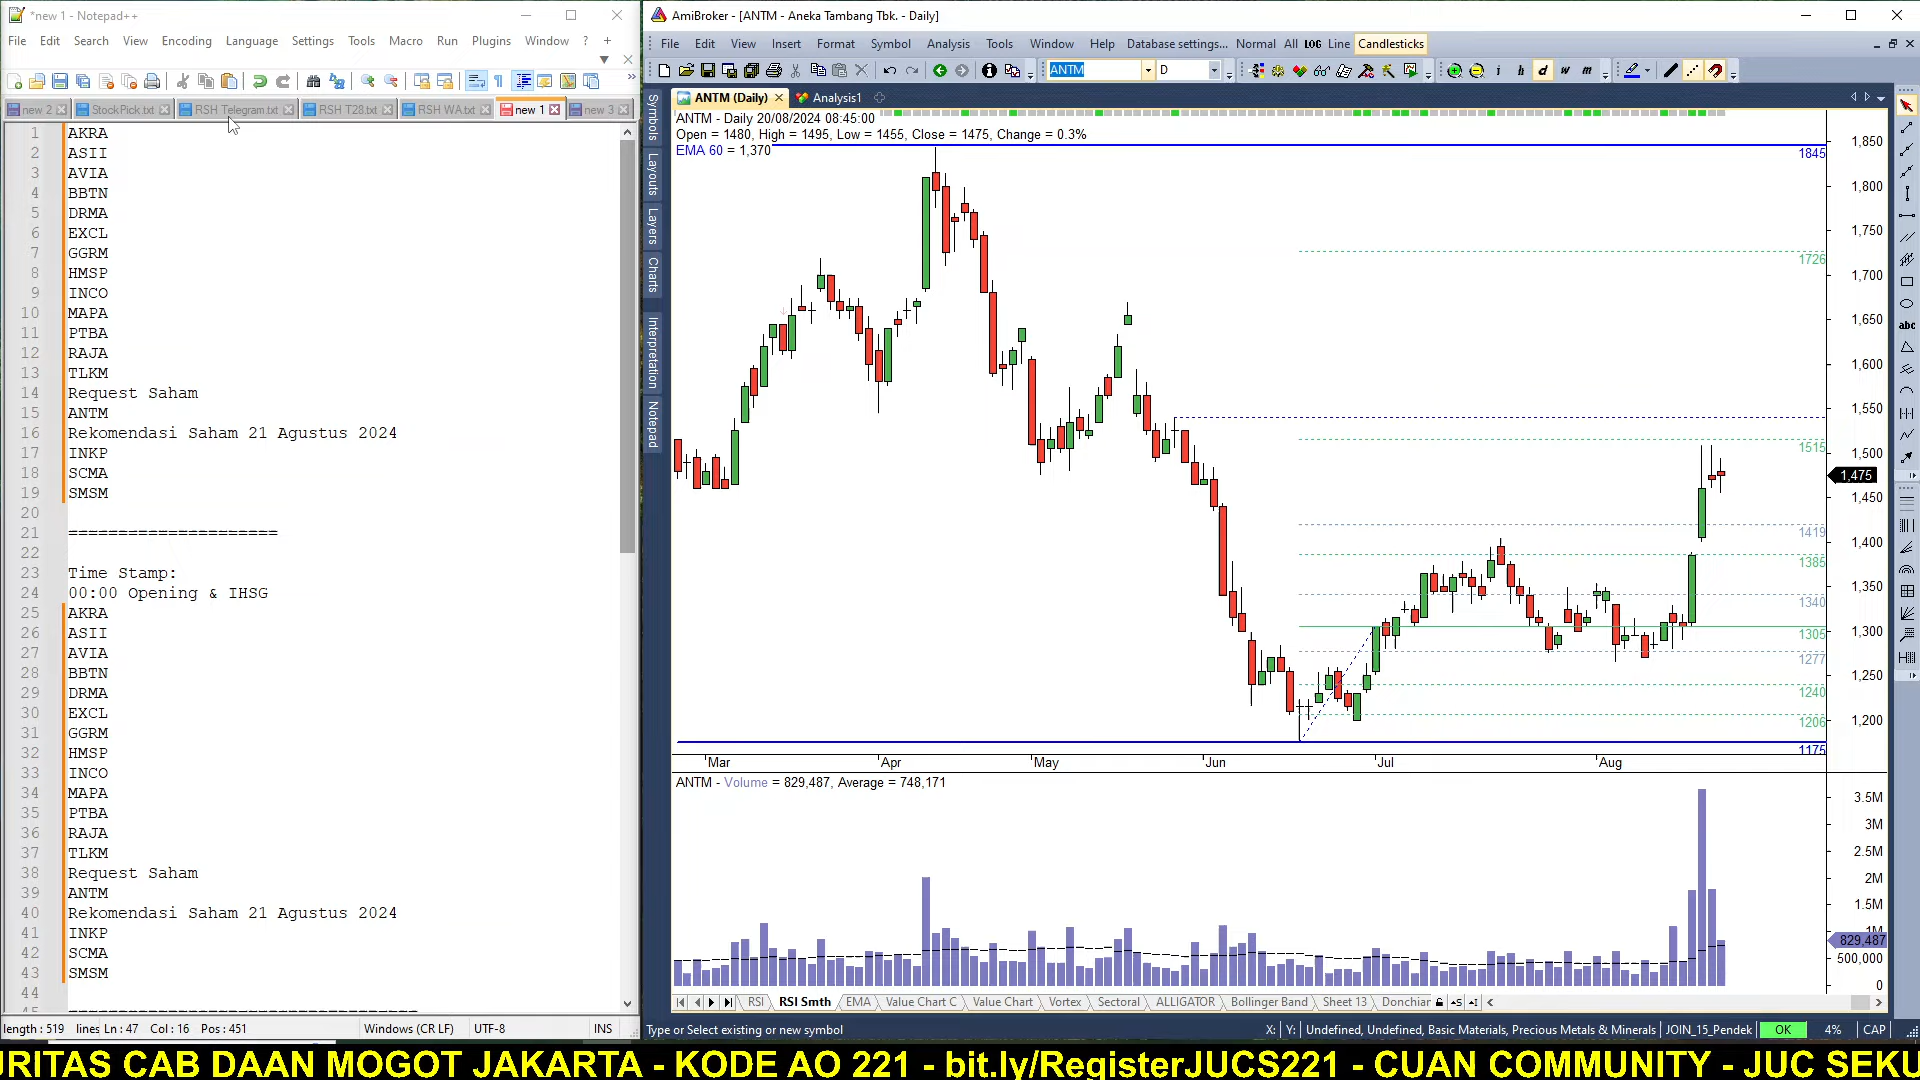 *new 1 - Notepad++
File Edit Search View Encoding Language Settings Tools Macro Run Plugins Window ? +
new 2 StockPick.txt RSH Telegram.txt RSH T28.txt RSH WA.txt new 1 new 3
1 AKRA
2 ASII
3 AVIA
4 BBTN
5 DRMA
6 EXCL
7 GGRM
8 HMSP
9 INCO
10 MAPA
11 PTBA
12 RAJA
13 TLKM
14 Request Saham
15 ANTM
16 Rekomendasi Saham 21 Agustus 2024
17 INKP
18 SCMA
19 SMSM
20
21 =====================
22
23 Time Stamp:
24 00:00 Opening & IHSG
25 AKRA
26 ASII
27 AVIA
28 BBTN
29 DRMA
30 EXCL
31 GGRM
32 HMSP
33 INCO
34 MAPA
35 PTBA
36 RAJA
37 TLKM
38 Request Saham
39 ANTM
40 Rekomendasi Saham 21 Agustus 2024
41 INKP
42 SCMA
43 SMSM
44
length : 519 lines Ln : 47 Col : 16 Pos : 451 Windows (CR LF) UTF-8 INS
AmiBroker - [ANTM - Aneka Tambang Tbk. - Daily]
File Edit View Insert Format Symbol Analysis Tools Window Help Database settings... Normal All LOG Line Candlesticks
ANTM D i h d w m
ANTM (Daily) Analysis1
Symbols
Layouts
Layers
Charts
Interpretation
Notepad
ANTM - Daily 20/08/2024 08:45:00
Open = 1480, High = 1495, Low = 1455, Close = 1475, Change = 0.3%
EMA 60 = 1,370
1845
1726
1515
1419
1385
1340
1305
1277
1240
1206
1175
1,850
1,800
1,750
1,700
1,650
1,600
1,550
1,500
1,475
1,450
1,400
1,350
1,300
1,250
1,200
abc
Mar Apr May Jun Jul Aug
ANTM - Volume = 829,487, Average = 748,171
3.5M
3M
2.5M
2M
1.5M
829,487
500,000
0
RSI RSI Smth EMA Value Chart C Value Chart Vortex Sectoral ALLIGATOR Bollinger Band Sheet 13 Donchian
Type or Select existing or new symbol X: Y: Undefined, Undefined, Basic Materials, Precious Metals & Minerals JOIN_15_Pendek OK 4% CAP
URITAS CAB DAAN MOGOT JAKARTA - KODE AO 221 - bit.ly/RegisterJUCS221 - CUAN COMMUNITY - JUC SEKU